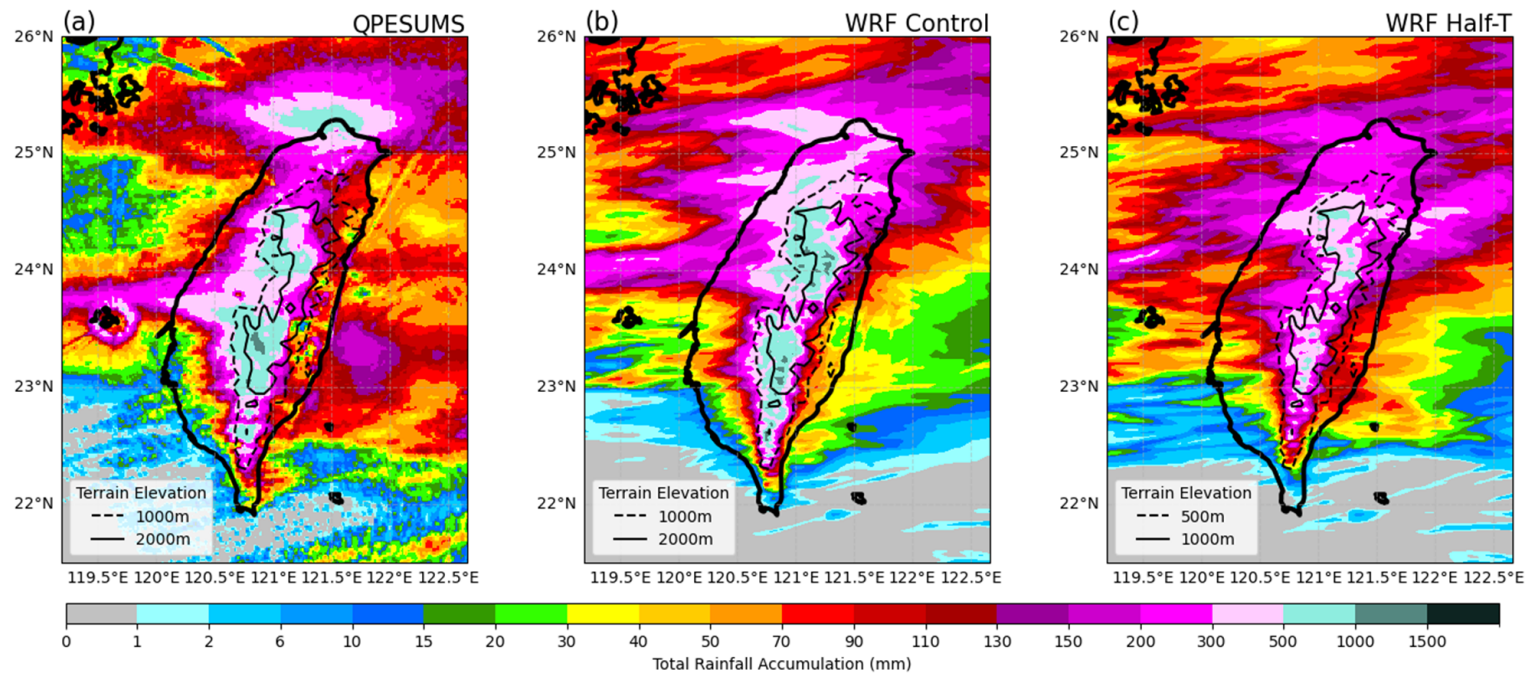 (a) QPESUMS
(b) WRF Control
(c) WRF Half-T
26°N
25°N
24°N
23°N
22°N
Terrain Elevation
1000m
2000m
119.5°E 120°E 120.5°E 121°E 121.5°E 122°E 122.5°E
26°N
25°N
24°N
23°N
22°N
Terrain Elevation
1000m
2000m
119.5°E 120°E 120.5°E 121°E 121.5°E 122°E 122.5°E
26°N
25°N
24°N
23°N
22°N
Terrain Elevation
500m
1000m
119.5°E 120°E 120.5°E 121°E 121.5°E 122°E 122.5°E
0 1 2 6 10 15 20 30 40 50 70 90 110 130 150 200 300 500 1000 1500
Total Rainfall Accumulation (mm)